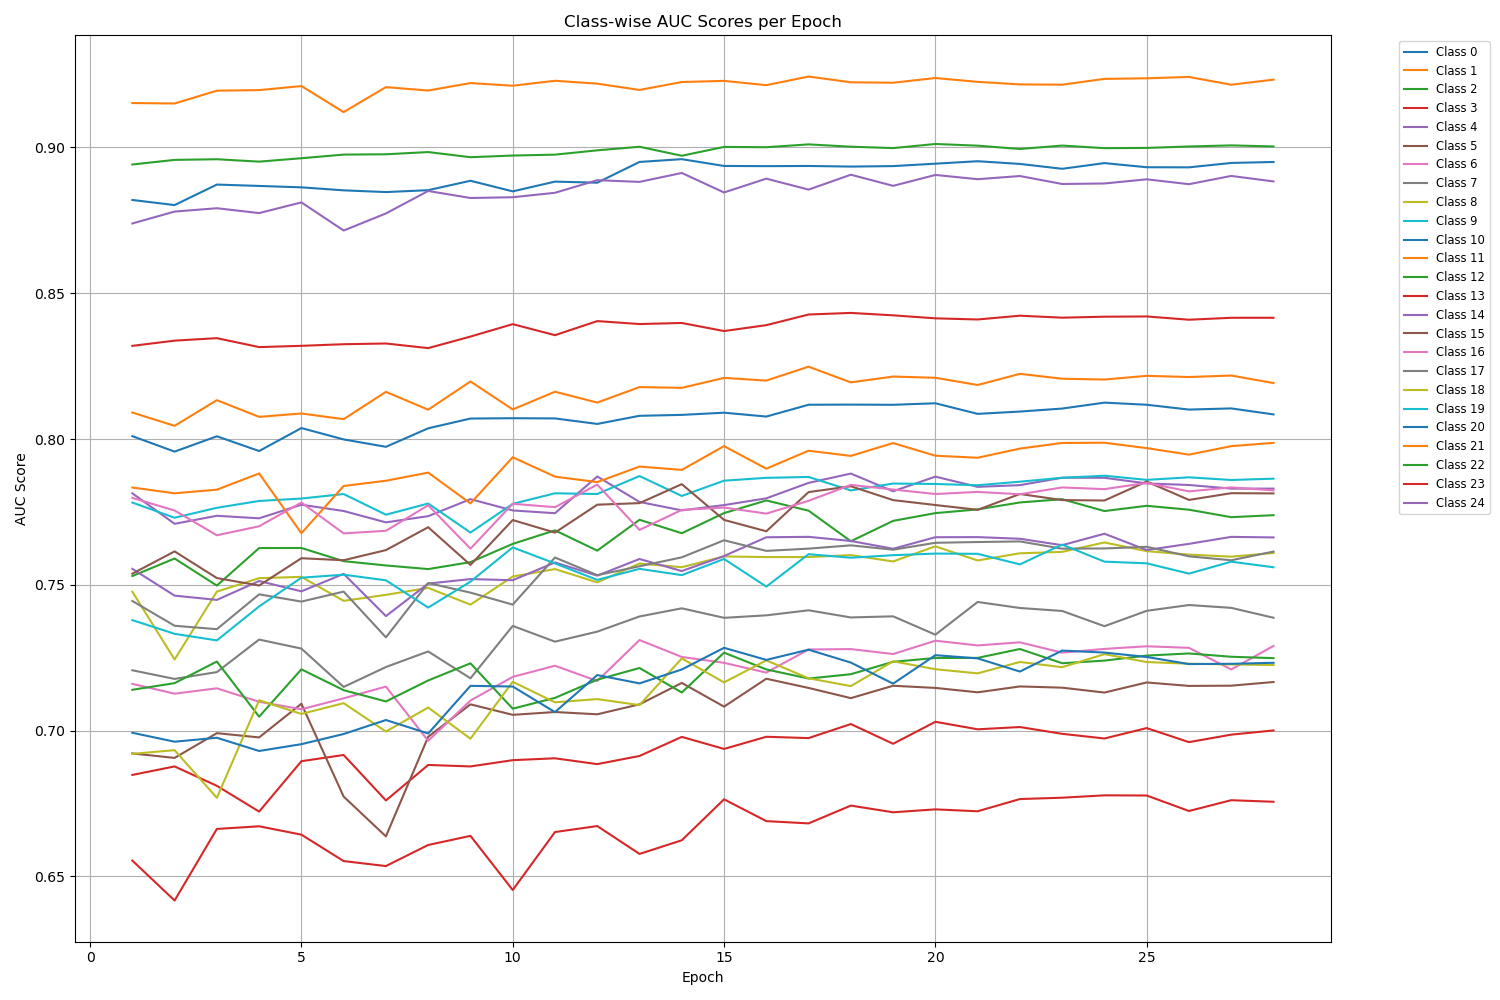 Class-wise AUC Scores per Epoch
AUC Score
0.90
0.85
0.80
0.75
0.70
0.65
0
5
10
15
20
25
Epoch
Class 0
Class 1
Class 2
Class 3
Class 4
Class 5
Class 6
Class 7
Class 8
Class 9
Class 10
Class 11
Class 12
Class 13
Class 14
Class 15
Class 16
Class 17
Class 18
Class 19
Class 20
Class 21
Class 22
Class 23
Class 24